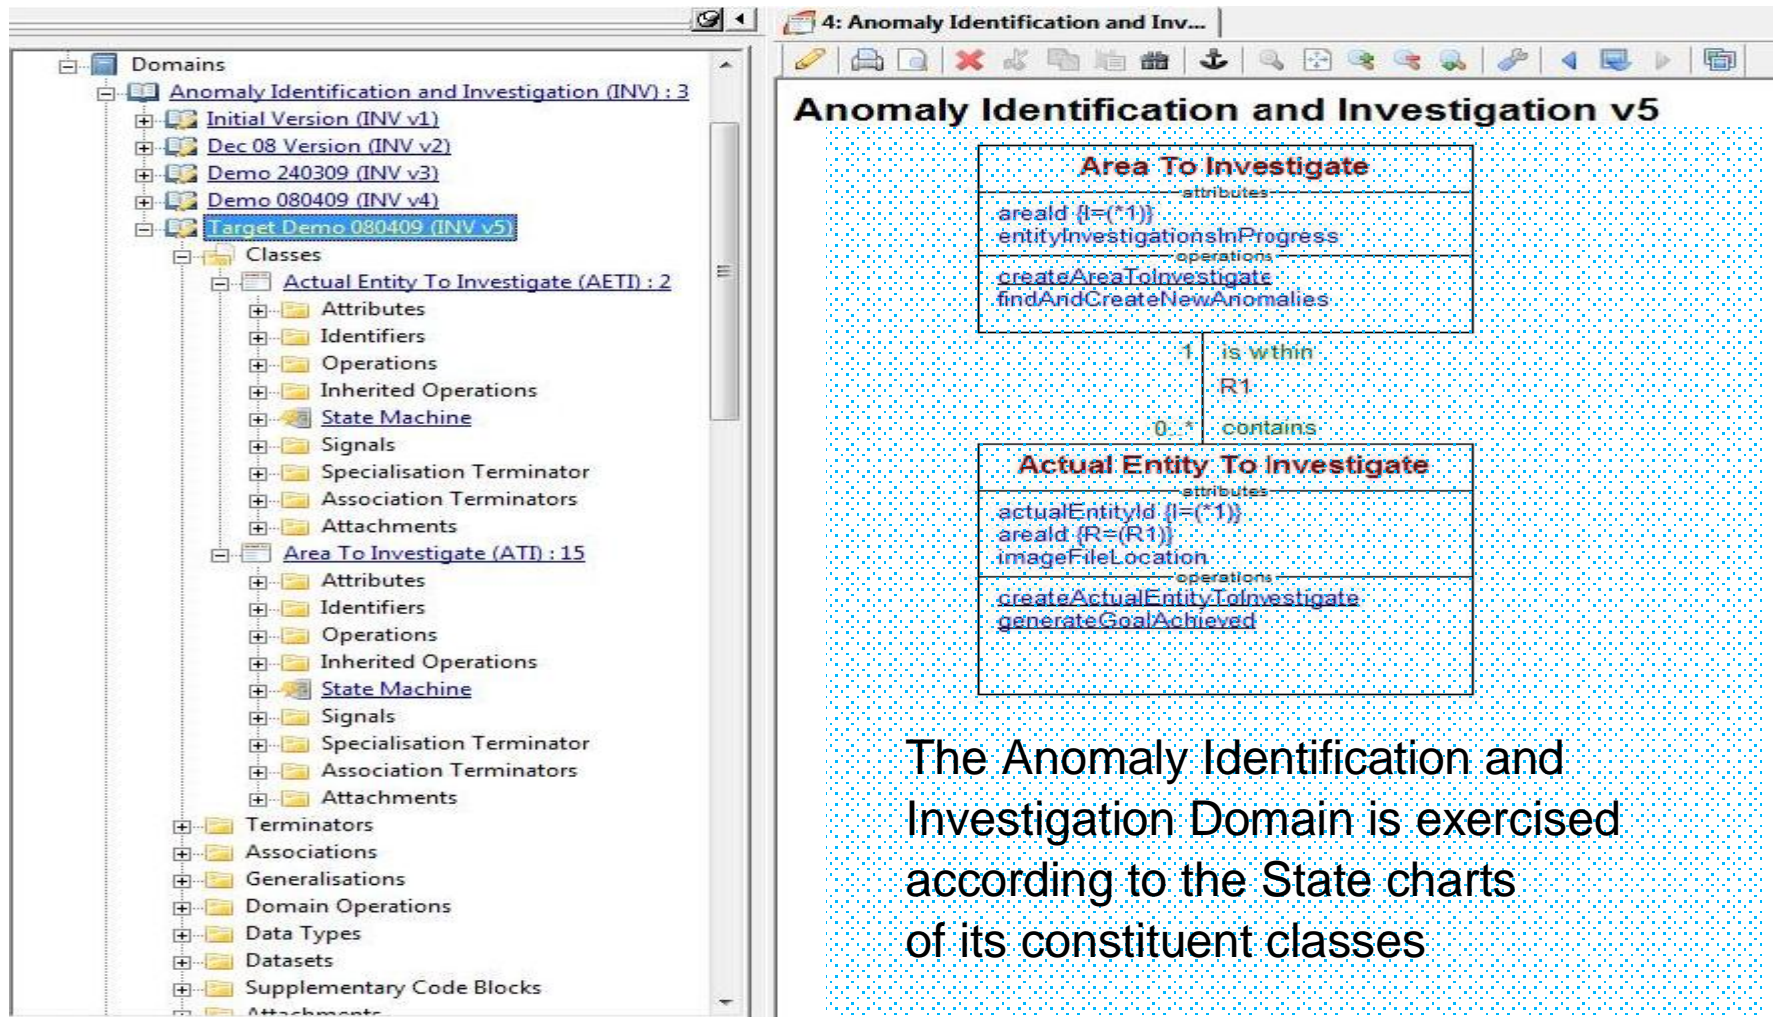 4: Anomaly Identification and Inv...
Domains
Anomaly Identification and Investigation (INV) : 3
Initial Version (INV v1)
Dec 08 Version (INV v2)
Demo 240309 (INV v3)
Demo 080409 (INV v4)
Target Demo 080409 (INV v5)
Classes
Actual Entity To Investigate (AETI) : 2
Attributes
Identifiers
Operations
Inherited Operations
State Machine
Signals
Specialisation Terminator
Association Terminators
Attachments
Area To Investigate (ATI) : 15
Attributes
Identifiers
Operations
Inherited Operations
State Machine
Signals
Specialisation Terminator
Association Terminators
Attachments
Terminators
Associations
Generalisations
Domain Operations
Data Types
Datasets
Supplementary Code Blocks
Attachments
Anomaly Identification and Investigation v5
Area To Investigate
attributes
areaId {I=(*1)}
entityInvestigationsInProgress
operations
createAreaToInvestigate
findAndCreateNewAnomalies
1 is wthin
R1
0..* contains
Actual Entity To Investigate
attributes
actualEntityId {I=(*1)}
areaId {R=(R1)}
imageFileLocation
operations
createActualEntityToInvestigate
generateGoalAchieved
The Anomaly Identification and
Investigation Domain is exercised
according to the State charts
of its constituent classes